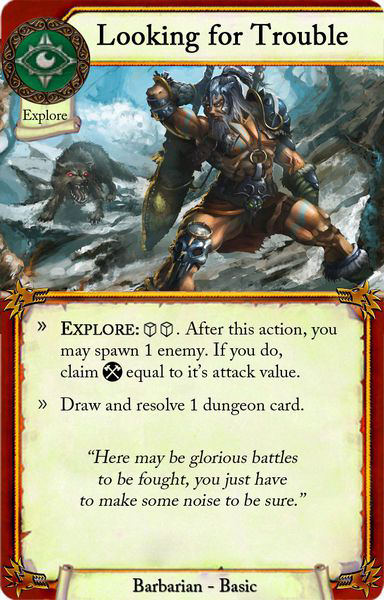 Looking for Trouble
Explore
» EXPLORE: . After this action, you
may spawn 1 enemy. If you do,
claim equal to it's attack value.
» Draw and resolve 1 dungeon card.
“Here may be glorious battles
to be fought, you just have
to make some noise to be sure.”
Barbarian - Basic